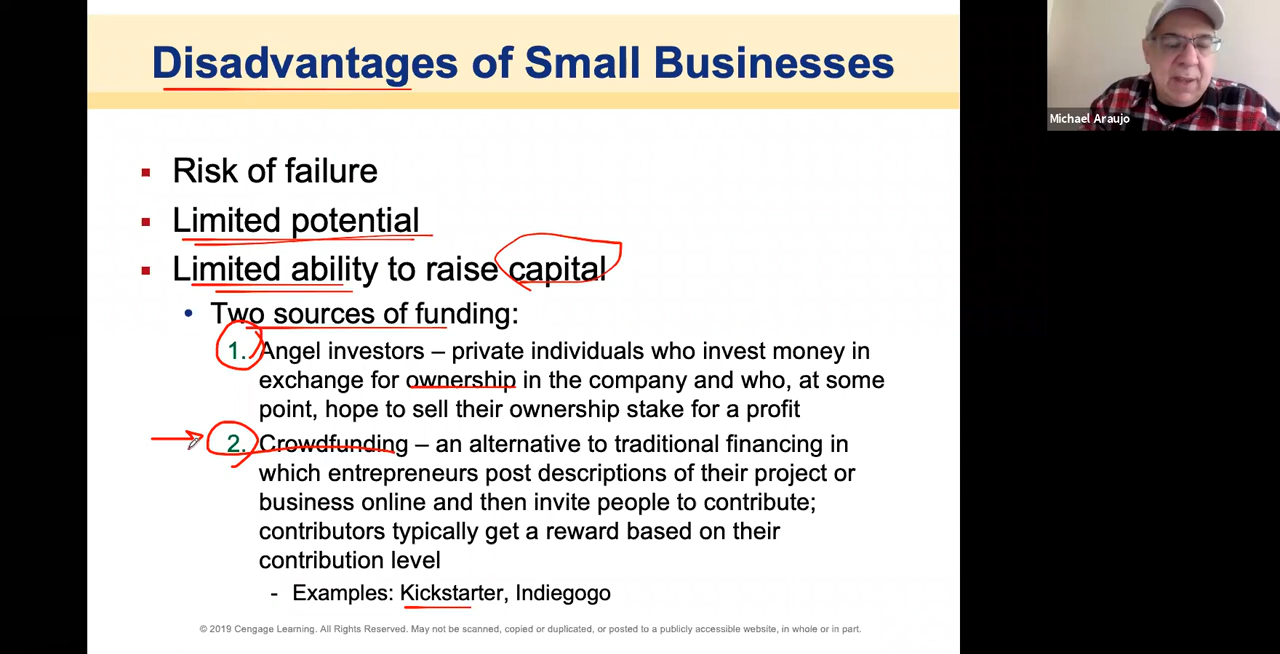 Disadvantages of Small Businesses
Michael Araujo
▪ Risk of failure
▪ Limited potential
▪ Limited ability to raise capital
• Two sources of funding:
1. Angel investors – private individuals who invest money in
exchange for ownership in the company and who, at some
point, hope to sell their ownership stake for a profit
2. Crowdfunding – an alternative to traditional financing in
which entrepreneurs post descriptions of their project or
business online and then invite people to contribute;
contributors typically get a reward based on their
contribution level
- Examples: Kickstarter, Indiegogo
© 2019 Cengage Learning. All Rights Reserved. May not be scanned, copied or duplicated, or posted to a publicly accessible website, in whole or in part.